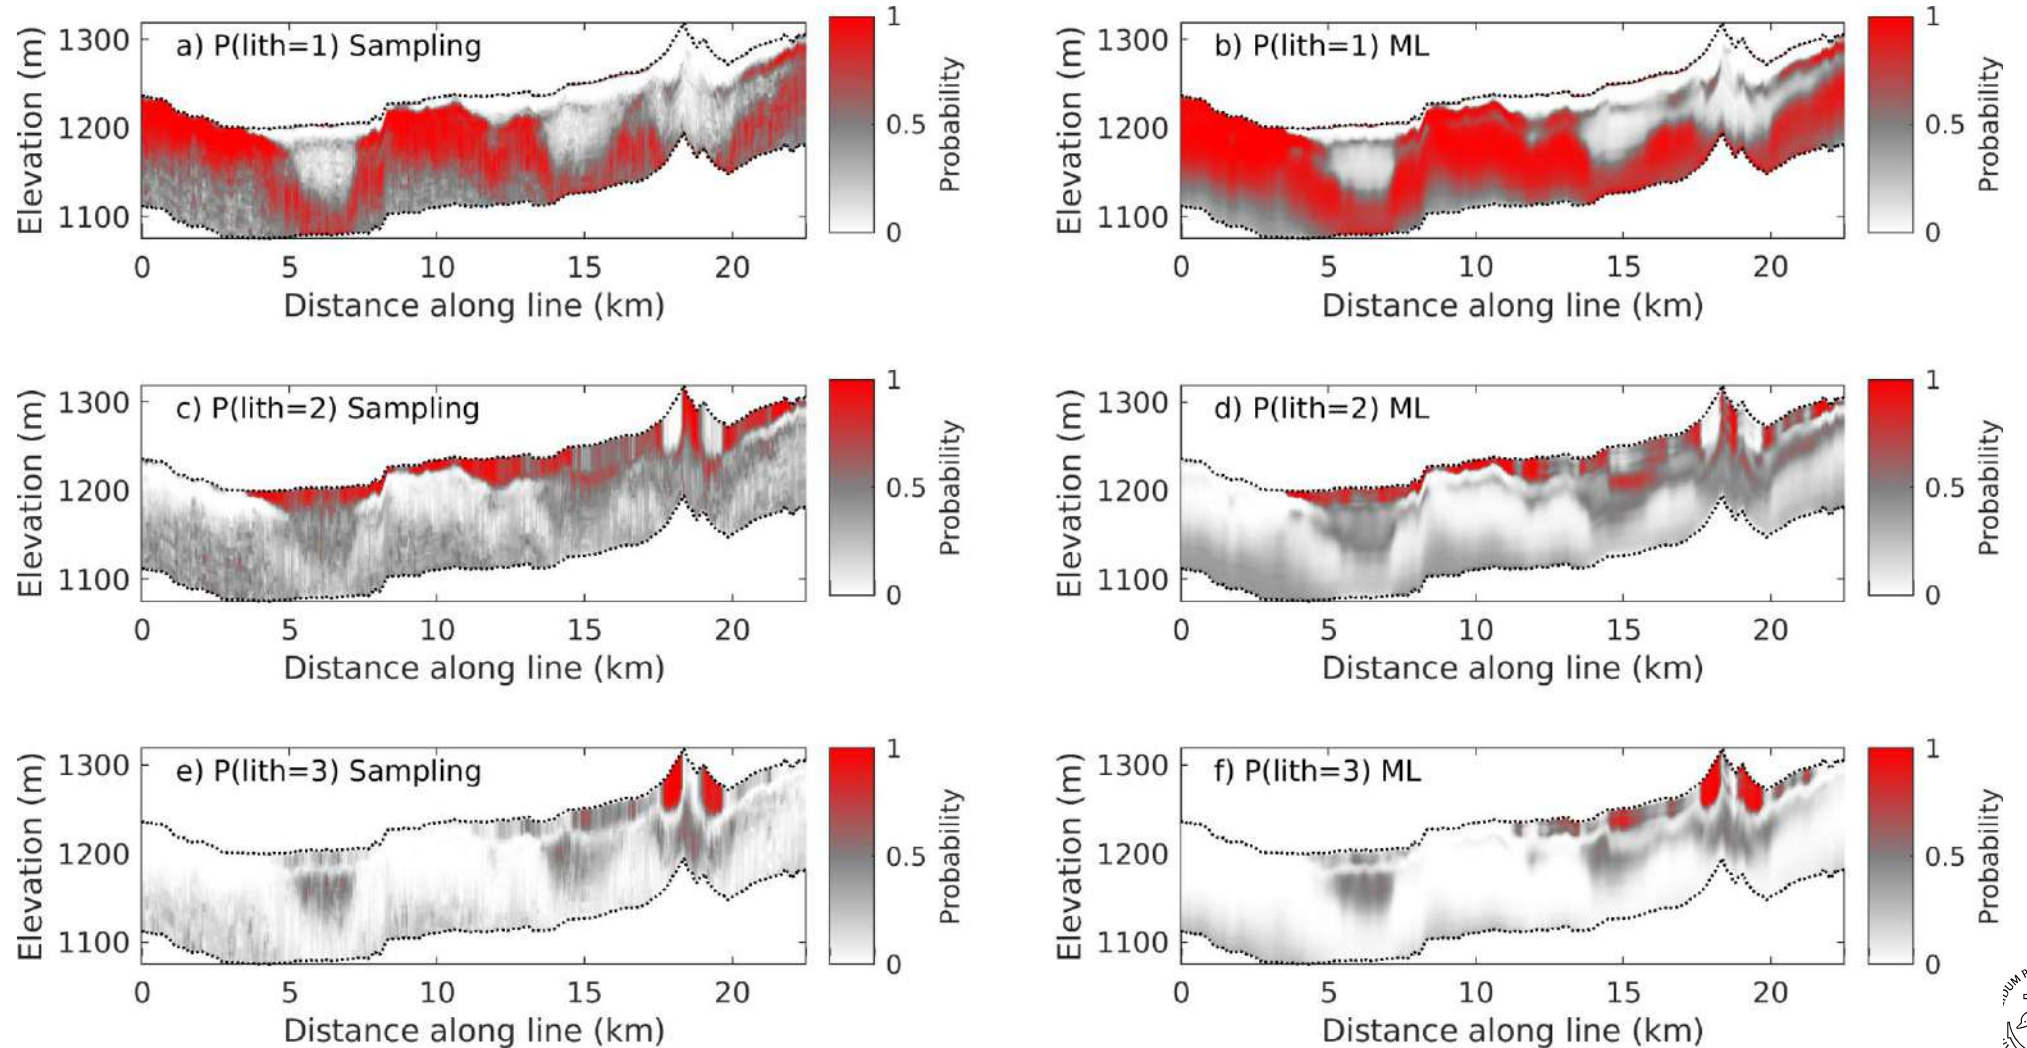 a) P(lith=1) Sampling
Elevation (m)
1300
1200
1100
0 5 10 15 20
Distance along line (km)
1
0.5
0
Probability
b) P(lith=1) ML
Elevation (m)
1300
1200
1100
0 5 10 15 20
Distance along line (km)
1
0.5
0
Probability
c) P(lith=2) Sampling
Elevation (m)
1300
1200
1100
0 5 10 15 20
Distance along line (km)
1
0.5
0
Probability
d) P(lith=2) ML
Elevation (m)
1300
1200
1100
0 5 10 15 20
Distance along line (km)
1
0.5
0
Probability
e) P(lith=3) Sampling
Elevation (m)
1300
1200
1100
0 5 10 15 20
Distance along line (km)
1
0.5
0
Probability
f) P(lith=3) ML
Elevation (m)
1300
1200
1100
0 5 10 15 20
Distance along line (km)
1
0.5
0
Probability